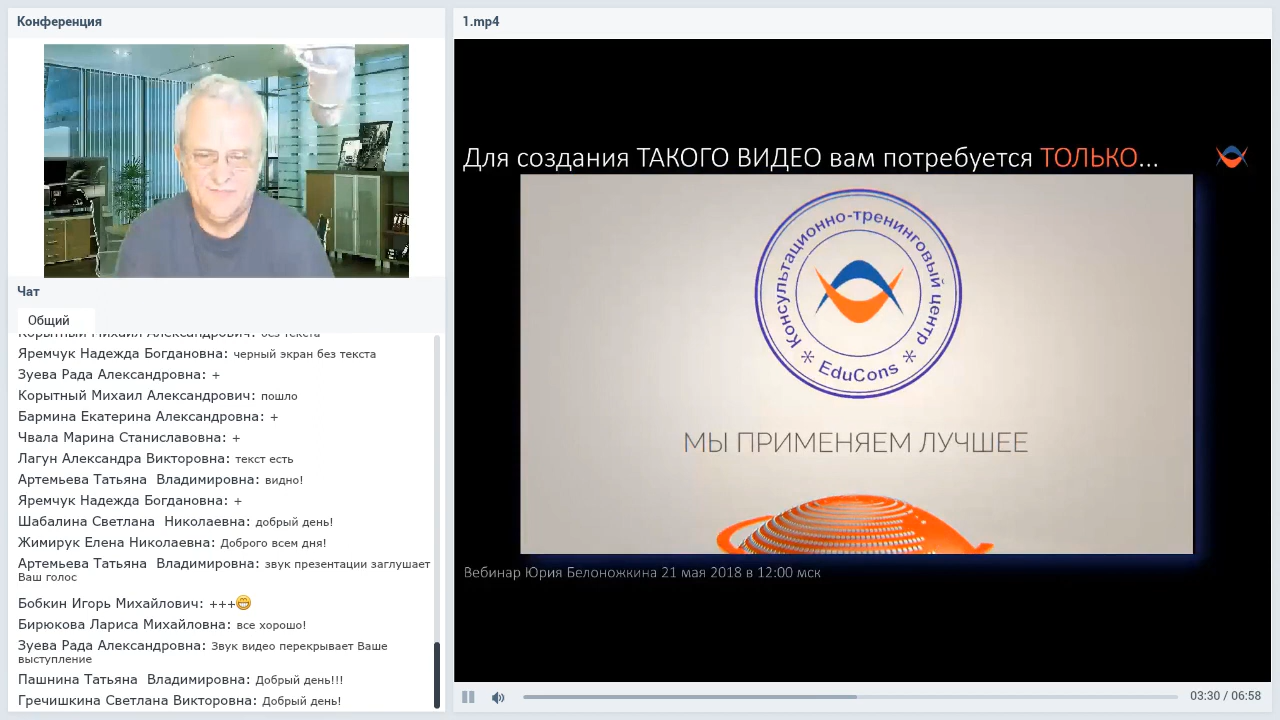 Конференция
1.mp4
Для создания ТАКОГО ВИДЕО вам потребуется ТОЛЬКО...
Консультационно-тренинговый центр
* EduCons *
МЫ ПРИМЕНЯЕМ ЛУЧШЕЕ
Вебинар Юрия Белоножкина 21 мая 2018 в 12:00 мск
03:30 / 06:58
Чат
Общий
Корытный Михаил Александрович: без текста
Яремчук Надежда Богдановна: черный экран без текста
Зуева Рада Александровна: +
Корытный Михаил Александрович: пошло
Бармина Екатерина Александровна: +
Чвала Марина Станиславовна: +
Лагун Александра Викторовна: текст есть
Артемьева Татьяна Владимировна: видно!
Яремчук Надежда Богдановна: +
Шабалина Светлана Николаевна: добрый день!
Жимирук Елена Николаевна: Доброго всем дня!
Артемьева Татьяна Владимировна: звук презентации заглушает
Ваш голос
Бобкин Игорь Михайлович: +++😁
Бирюкова Лариса Михайловна: все хорошо!
Зуева Рада Александровна: Звук видео перекрывает Ваше
выступление
Пашнина Татьяна Владимировна: Добрый день!!!
Гречишкина Светлана Викторовна: Добрый день!